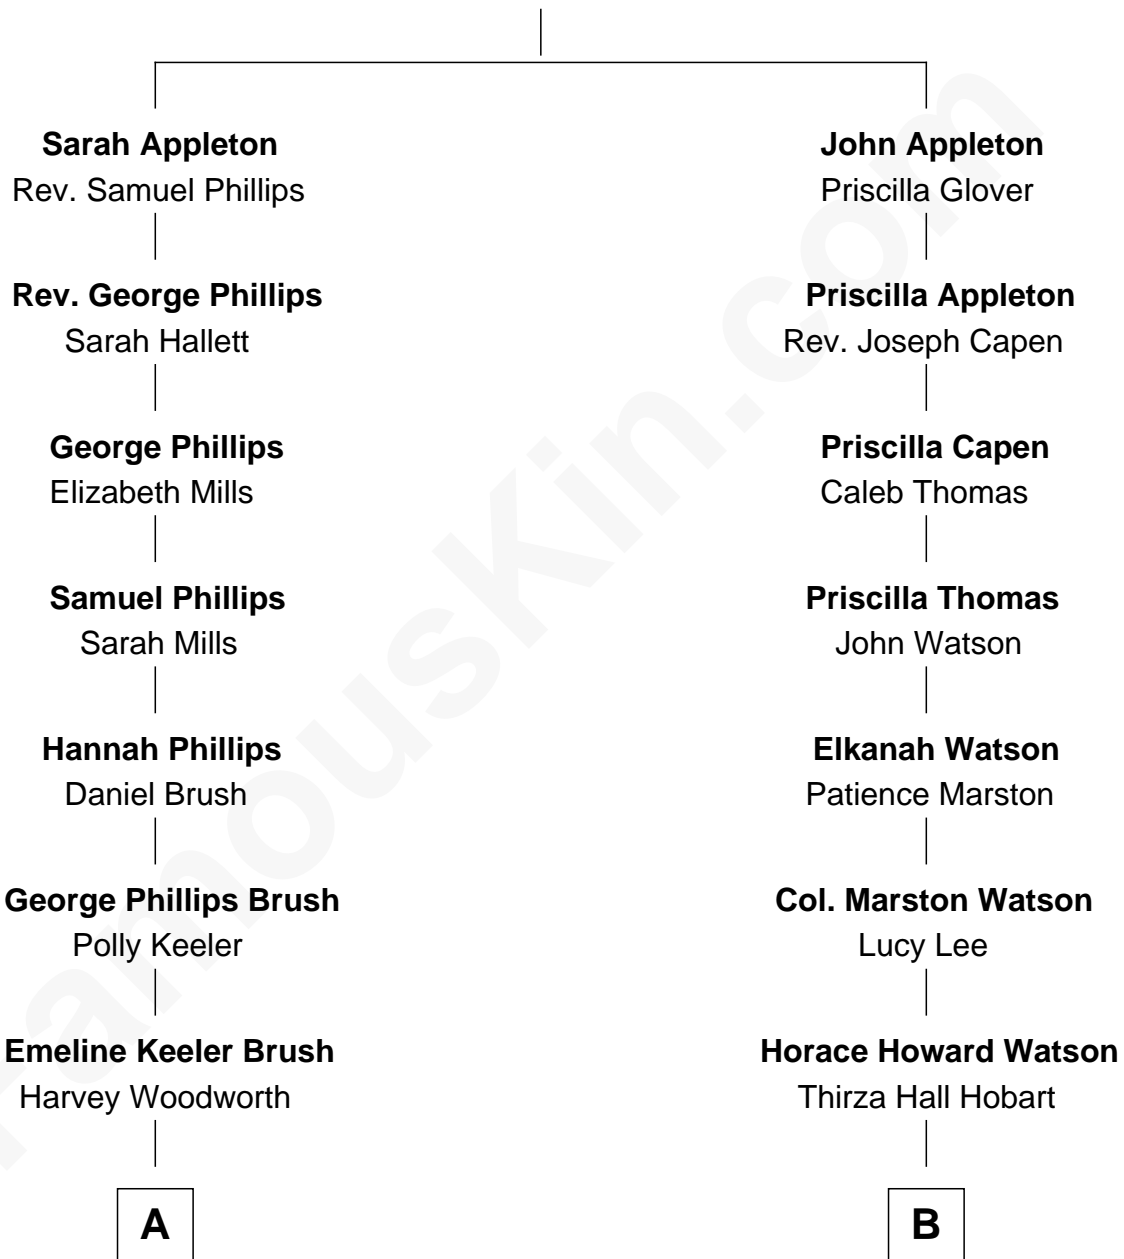 Sarah Appleton
Rev. Samuel Phillips
Rev. George Phillips
Sarah Hallett
George Phillips
Elizabeth Mills
Samuel Phillips
Sarah Mills
Hannah Phillips
Daniel Brush
George Phillips Brush
Polly Keeler
Emeline Keeler Brush
Harvey Woodworth
A
John Appleton
Priscilla Glover
Priscilla Appleton
Rev. Joseph Capen
Priscilla Capen
Caleb Thomas
Priscilla Thomas
John Watson
Elkanah Watson
Patience Marston
Col. Marston Watson
Lucy Lee
Horace Howard Watson
Thirza Hall Hobart
B
FamousKin.com